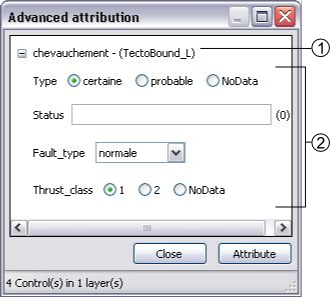 Advanced attribution
chevauchement - (TectoBound_L) 1
Type certaine probable NoData
Status (0)
2
Fault_type normale
Thrust_class 1 2 NoData
Close Attribute
4 Control(s) in 1 layer(s)